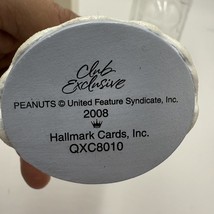 Club
Exclusive
PEANUTS © United Feature Syndicate, Inc.
2008
Hallmark Cards, Inc.
QXC8010